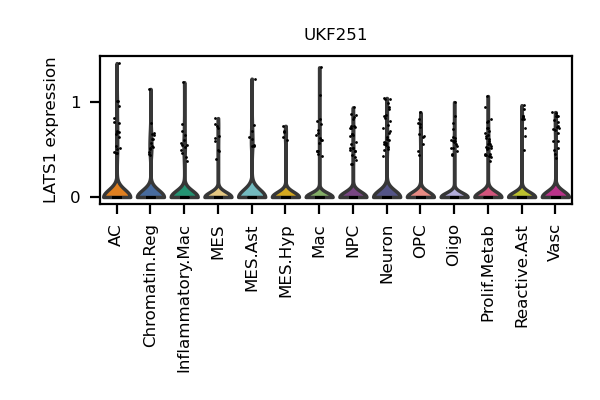 UKF251
LATS1 expression
1
0
AC
Chromatin.Reg
Inflammatory.Mac
MES
MES.Ast
MES.Hyp
Mac
NPC
Neuron
OPC
Oligo
Prolif.Metab
Reactive.Ast
Vasc